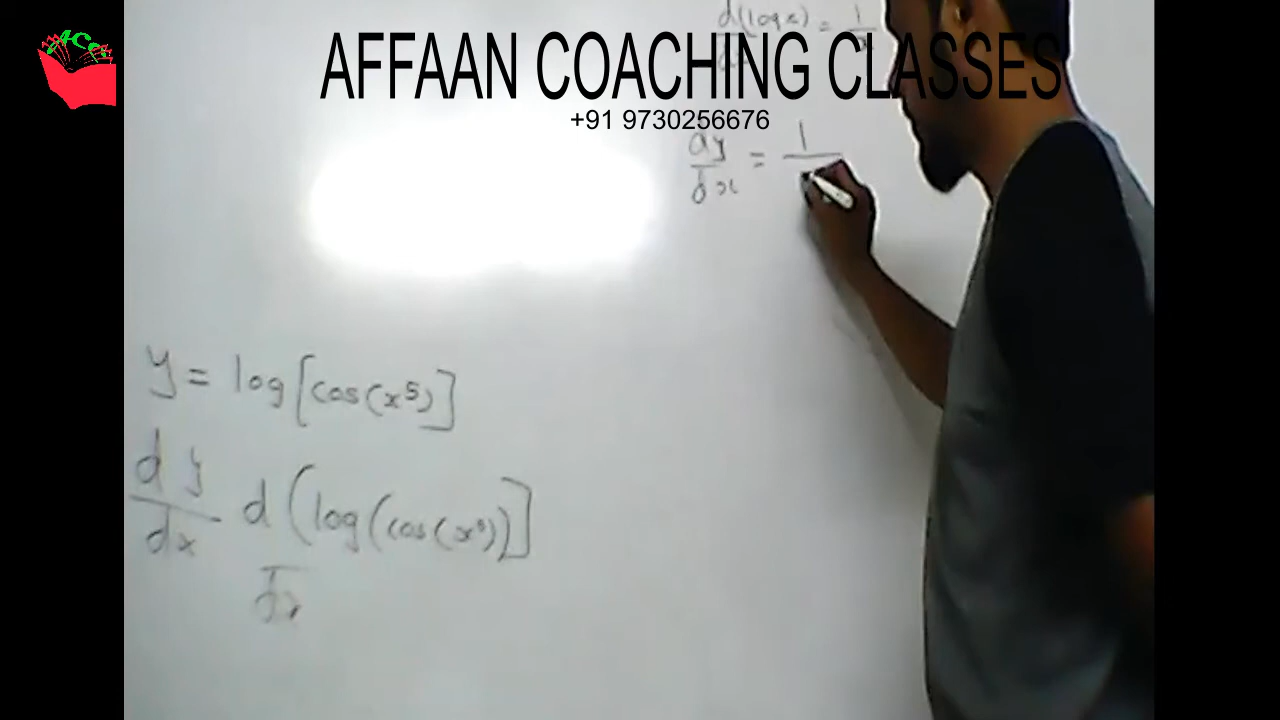 AFFAAN COACHING CLASSES
+91 9730256676
d(log x) = 1
dy = 1
dx
y = log[cos(x⁵)]
dy d(log(cos(x⁵))]
dx dx